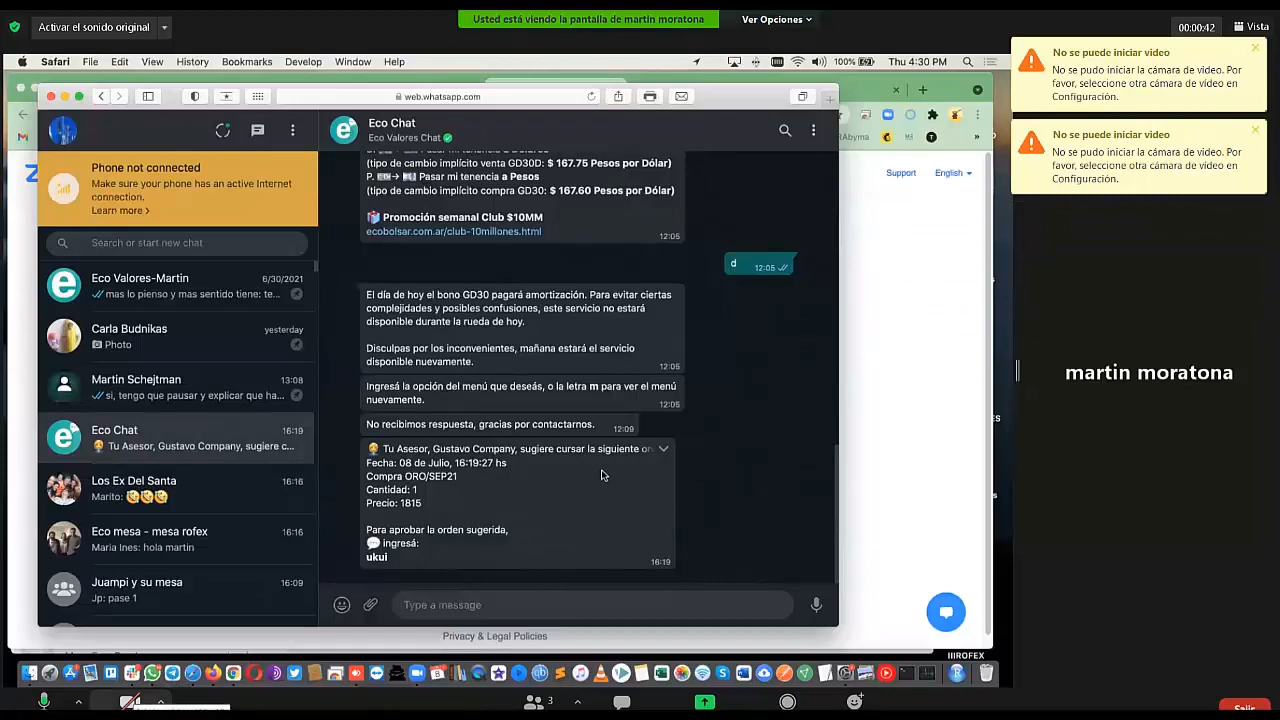 Activar el sonido original
Usted está viendo la pantalla de martin moratona
Ver Opciones
00:00:42
Vista
No se puede iniciar video
No se pudo iniciar la cámara de vídeo. Por
favor, seleccione otra cámara de vídeo en
Configuración.
No se puede iniciar video
No se pudo iniciar la cámara de vídeo. Por
favor, seleccione otra cámara de vídeo en
Configuración.
Safari File Edit View History Bookmarks Develop Window Help
100%
Thu 4:30 PM
web.whatsapp.com
Support
English
Phone not connected
Make sure your phone has an active Internet
connection.
Learn more >
Search or start new chat
Eco Valores-Martin
6/30/2021
mas lo pienso y mas sentido tiene: te...
Carla Budnikas
yesterday
Photo
Martin Schejtman
13:08
si, tengo que pausar y explicar que ha...
Eco Chat
16:19
Tu Asesor, Gustavo Company, sugiere c...
Los Ex Del Santa
16:16
Marito:
Eco mesa - mesa rofex
16:16
Maria Ines: hola martin
Juampi y su mesa
16:09
Jp: pase 1
Eco Chat
Eco Valores Chat
(tipo de cambio implícito venta GD30D: $ 167.75 Pesos por Dólar)
P. Pasar mi tenencia a Pesos
(tipo de cambio implícito compra GD30: $ 167.60 Pesos por Dólar)
Promoción semanal Club $10MM
ecobolsar.com.ar/club-10millones.html
12:05
d
12:05
El día de hoy el bono GD30 pagará amortización. Para evitar ciertas
complejidades y posibles confusiones, este servicio no estará
disponible durante la rueda de hoy.
Disculpas por los inconvenientes, mañana estará el servicio
disponible nuevamente.
12:05
Ingresá la opción del menú que deseás, o la letra m para ver el menú
nuevamente.
12:05
No recibimos respuesta, gracias por contactarnos.
12:09
Tu Asesor, Gustavo Company, sugiere cursar la siguiente
Fecha: 08 de Julio, 16:19:27 hs
Compra ORO/SEP21
Cantidad: 1
Precio: 1815
Para aprobar la orden sugerida,
ingresá:
ukui
16:19
Type a message
Privacy & Legal Policies
martin moratona
3
Salir